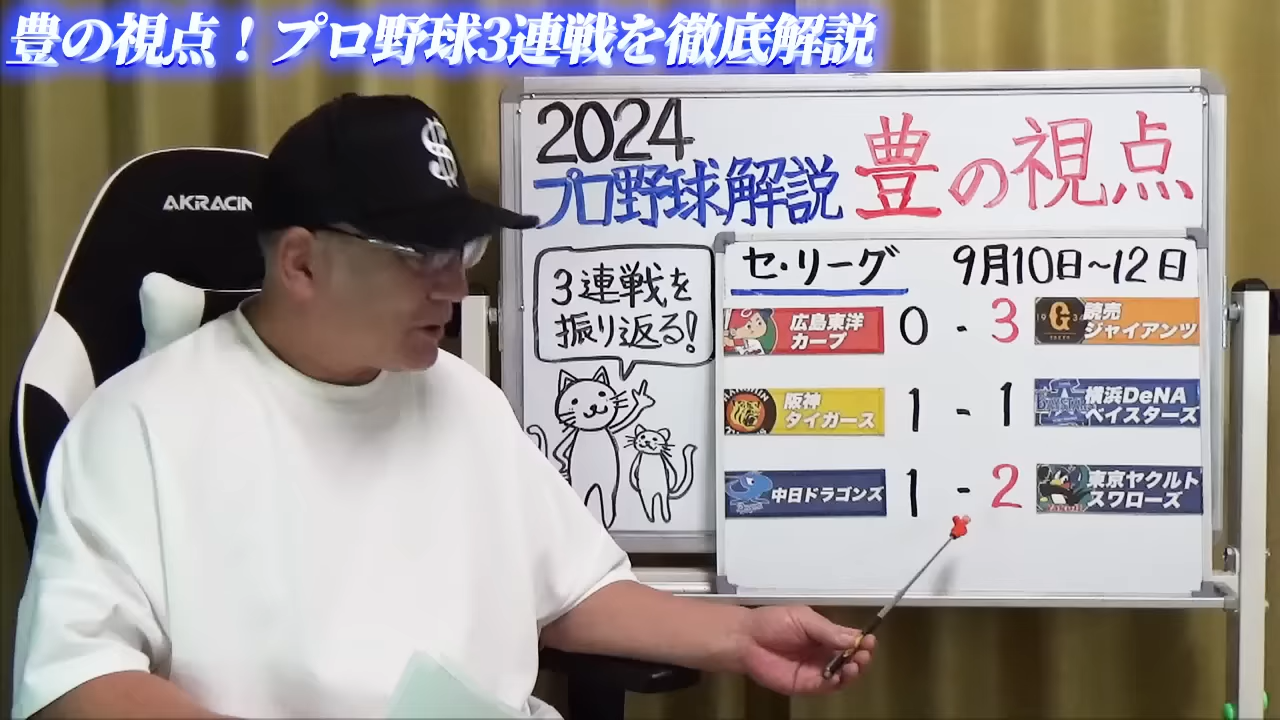 豊の視点！プロ野球3連戦を徹底解説
AKRACIN
$
2024
プロ野球解説 豊の視点
3連戦を
振り返る!
セ・リーグ 9月10日~12日
広島東洋
カープ
0 - 3
G
読売
ジャイアンツ
阪神
タイガース
1 - 1
横浜DeNA
ベイスターズ
中日ドラゴンズ
1 - 2
東京ヤクルト
スワローズ